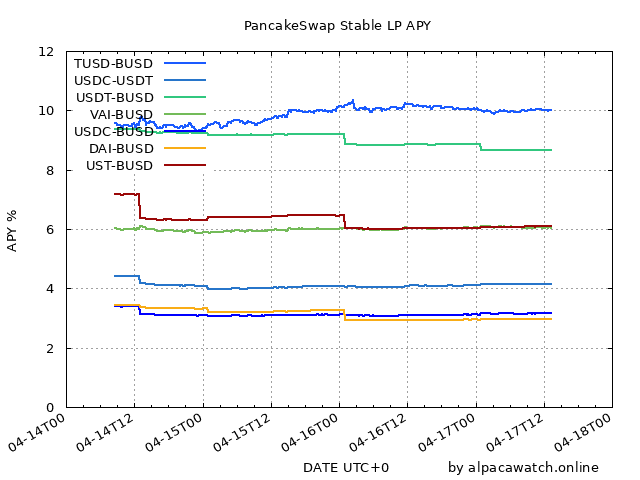 PancakeSwap Stable LP APY
12
10
8
6
4
2
0
APY %
TUSD-BUSD
USDC-USDT
USDT-BUSD
VAI-BUSD
USDC-BUSD
DAI-BUSD
UST-BUSD
04-14T00
04-14T12
04-15T00
04-15T12
04-16T00
04-16T12
04-17T00
04-17T12
04-18T00
DATE UTC+0
by alpacawatch.online